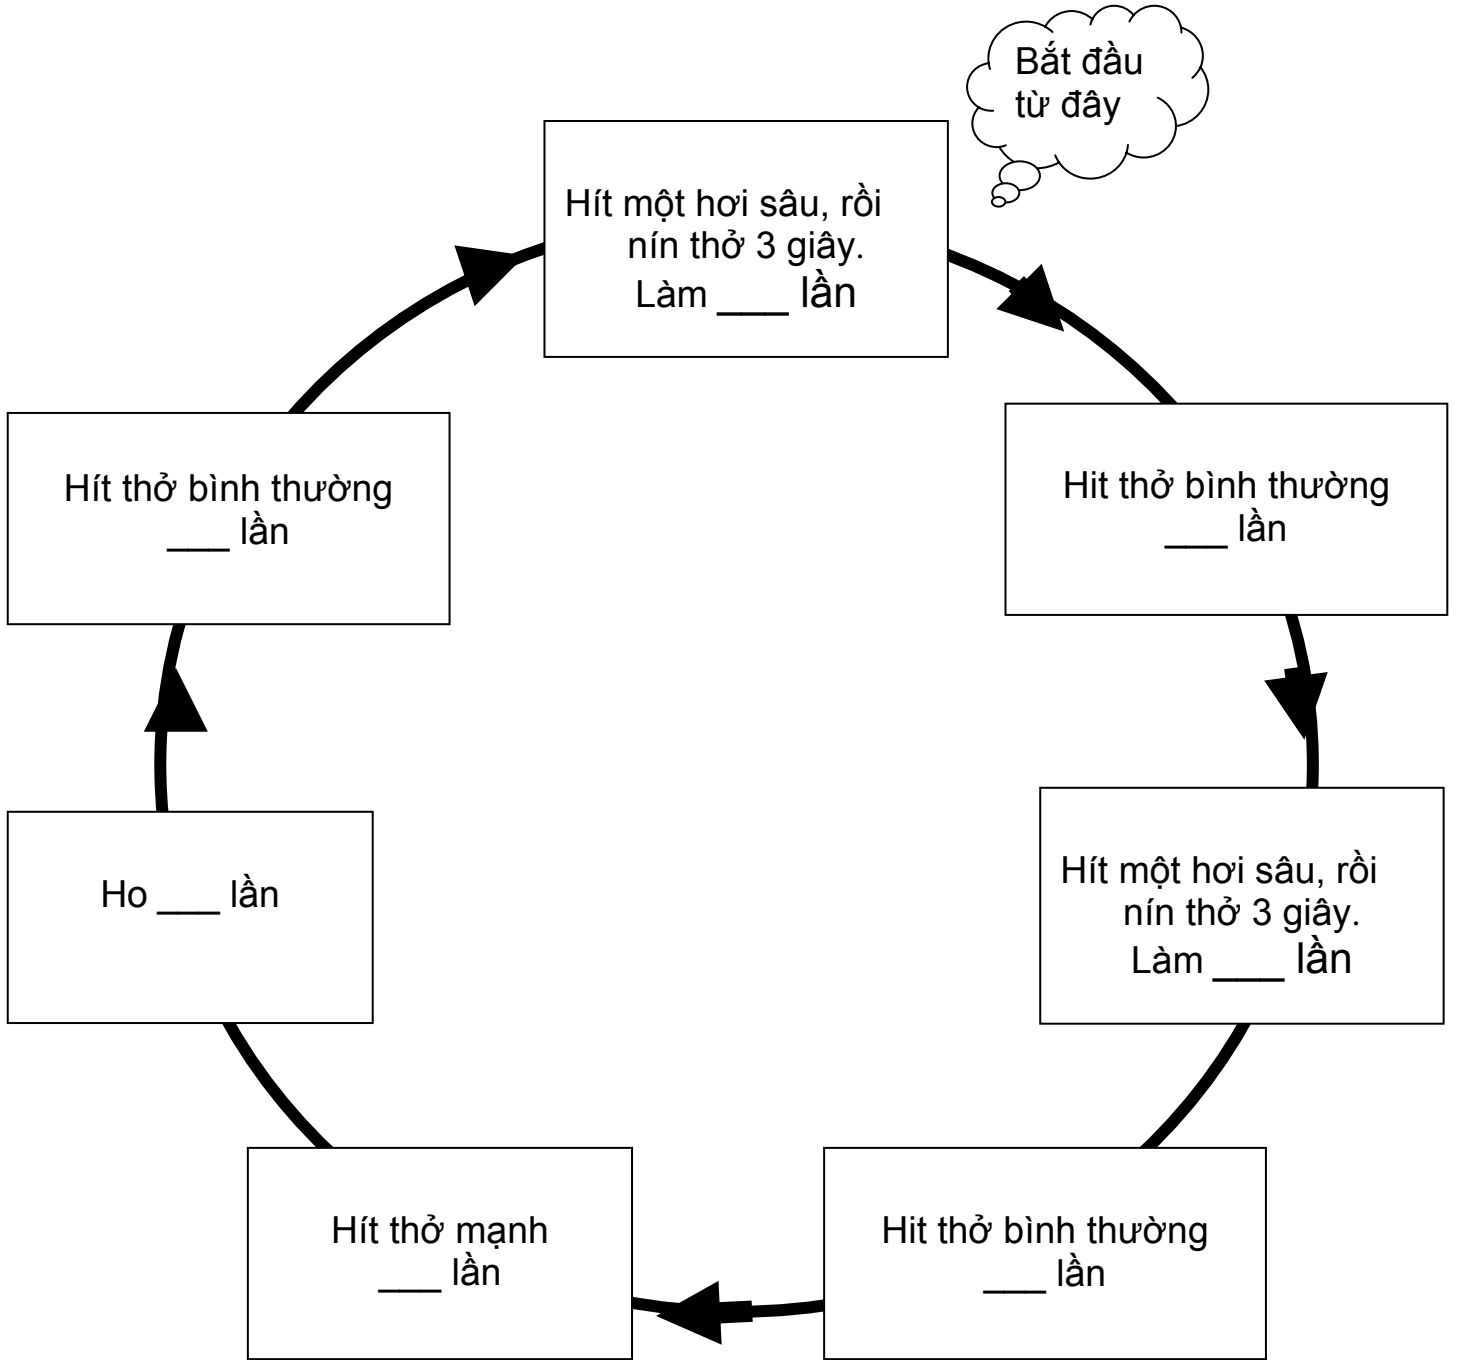 Bắt đầu
từ đây
Hít một hơi sâu, rồi
nín thở 3 giây.
Làm ___ lần
Hit thở bình thường
___ lần
Hít một hơi sâu, rồi
nín thở 3 giây.
Làm ___ lần
Hit thở bình thường
___ lần
Hít thở mạnh
___ lần
Ho ___ lần
Hít thở bình thường
___ lần